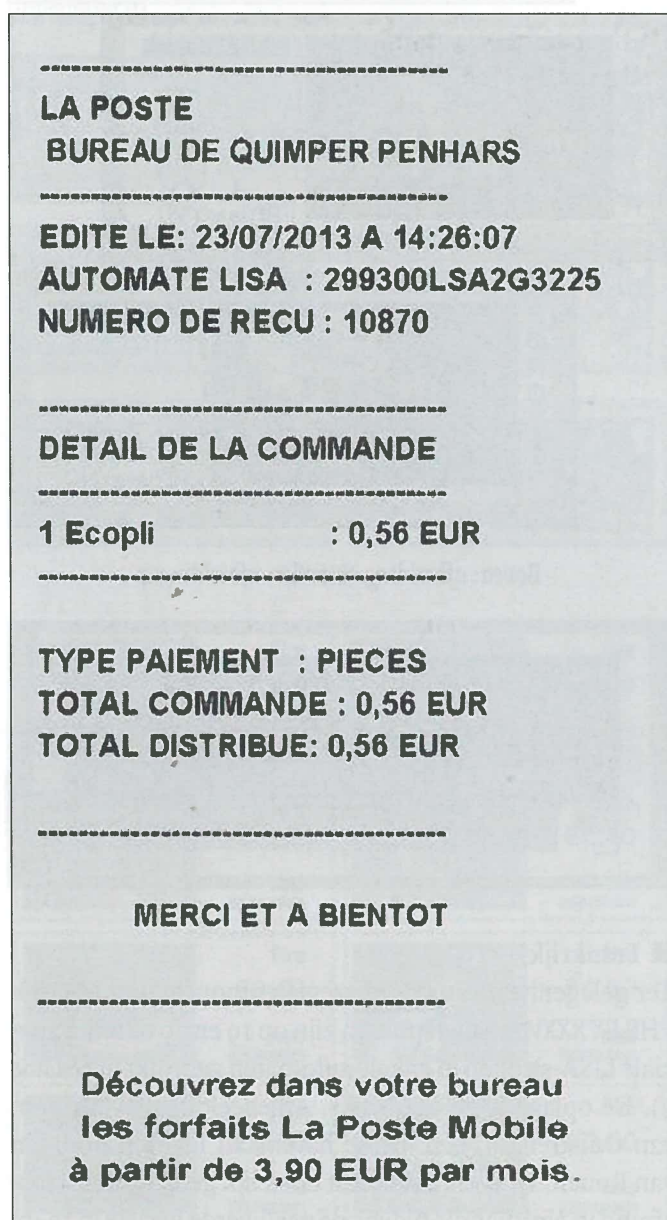 ----------------------------------------
LA POSTE
BUREAU DE QUIMPER PENHARS
----------------------------------------
EDITE LE: 23/07/2013 A 14:26:07
AUTOMATE LISA : 299300LSA2G3225
NUMERO DE RECU : 10870
----------------------------------------
DETAIL DE LA COMMANDE
----------------------------------------
1 Ecopli : 0,56 EUR
----------------------------------------
TYPE PAIEMENT : PIECES
TOTAL COMMANDE : 0,56 EUR
TOTAL DISTRIBUE: 0,56 EUR
----------------------------------------
MERCI ET A BIENTOT
----------------------------------------
Découvrez dans votre bureau
les forfaits La Poste Mobile
à partir de 3,90 EUR par mois.